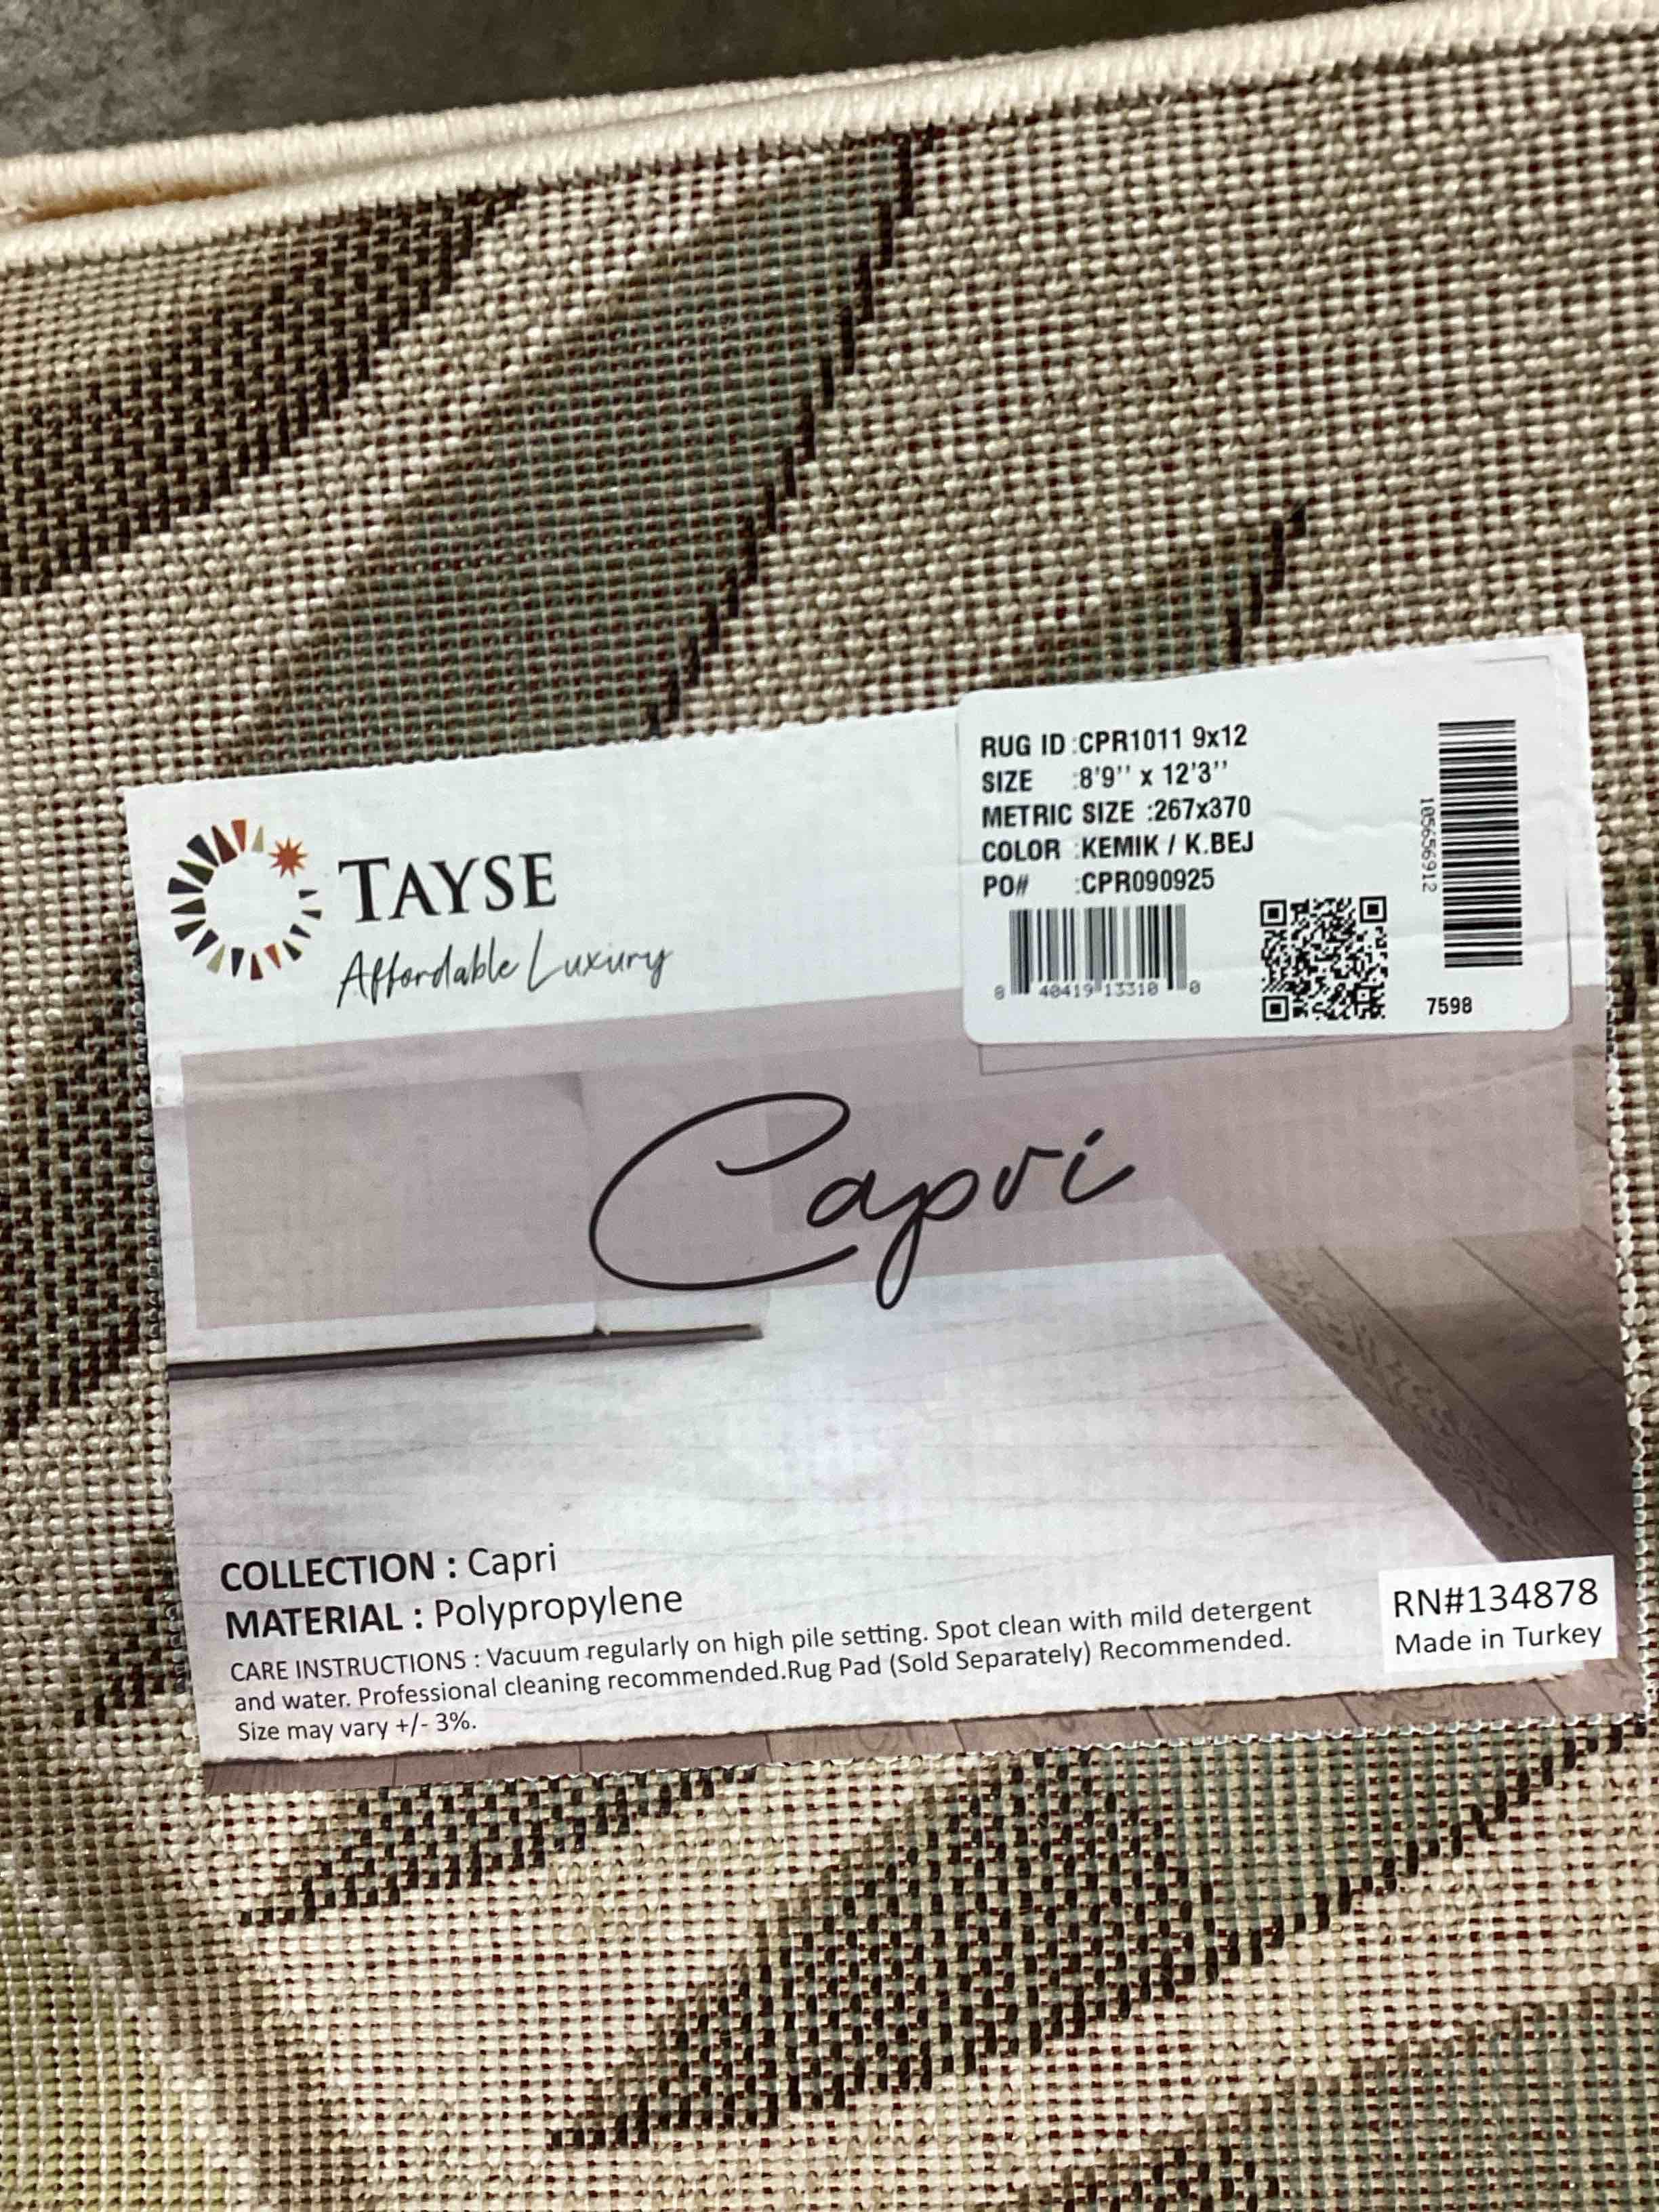 RUG ID :CPR1011 9x12
SIZE :8'9'' x 12'3''
METRIC SIZE :267x370
COLOR :KEMIK / K.BEJ
PO# :CPR090925
8 40419 13310 0
105656912
7598
TAYSE
Affordable Luxury
Capri
COLLECTION : Capri
MATERIAL : Polypropylene
CARE INSTRUCTIONS : Vacuum regularly on high pile setting. Spot clean with mild detergent
and water. Professional cleaning recommended.Rug Pad (Sold Separately) Recommended.
Size may vary +/- 3%.
RN#134878
Made in Turkey